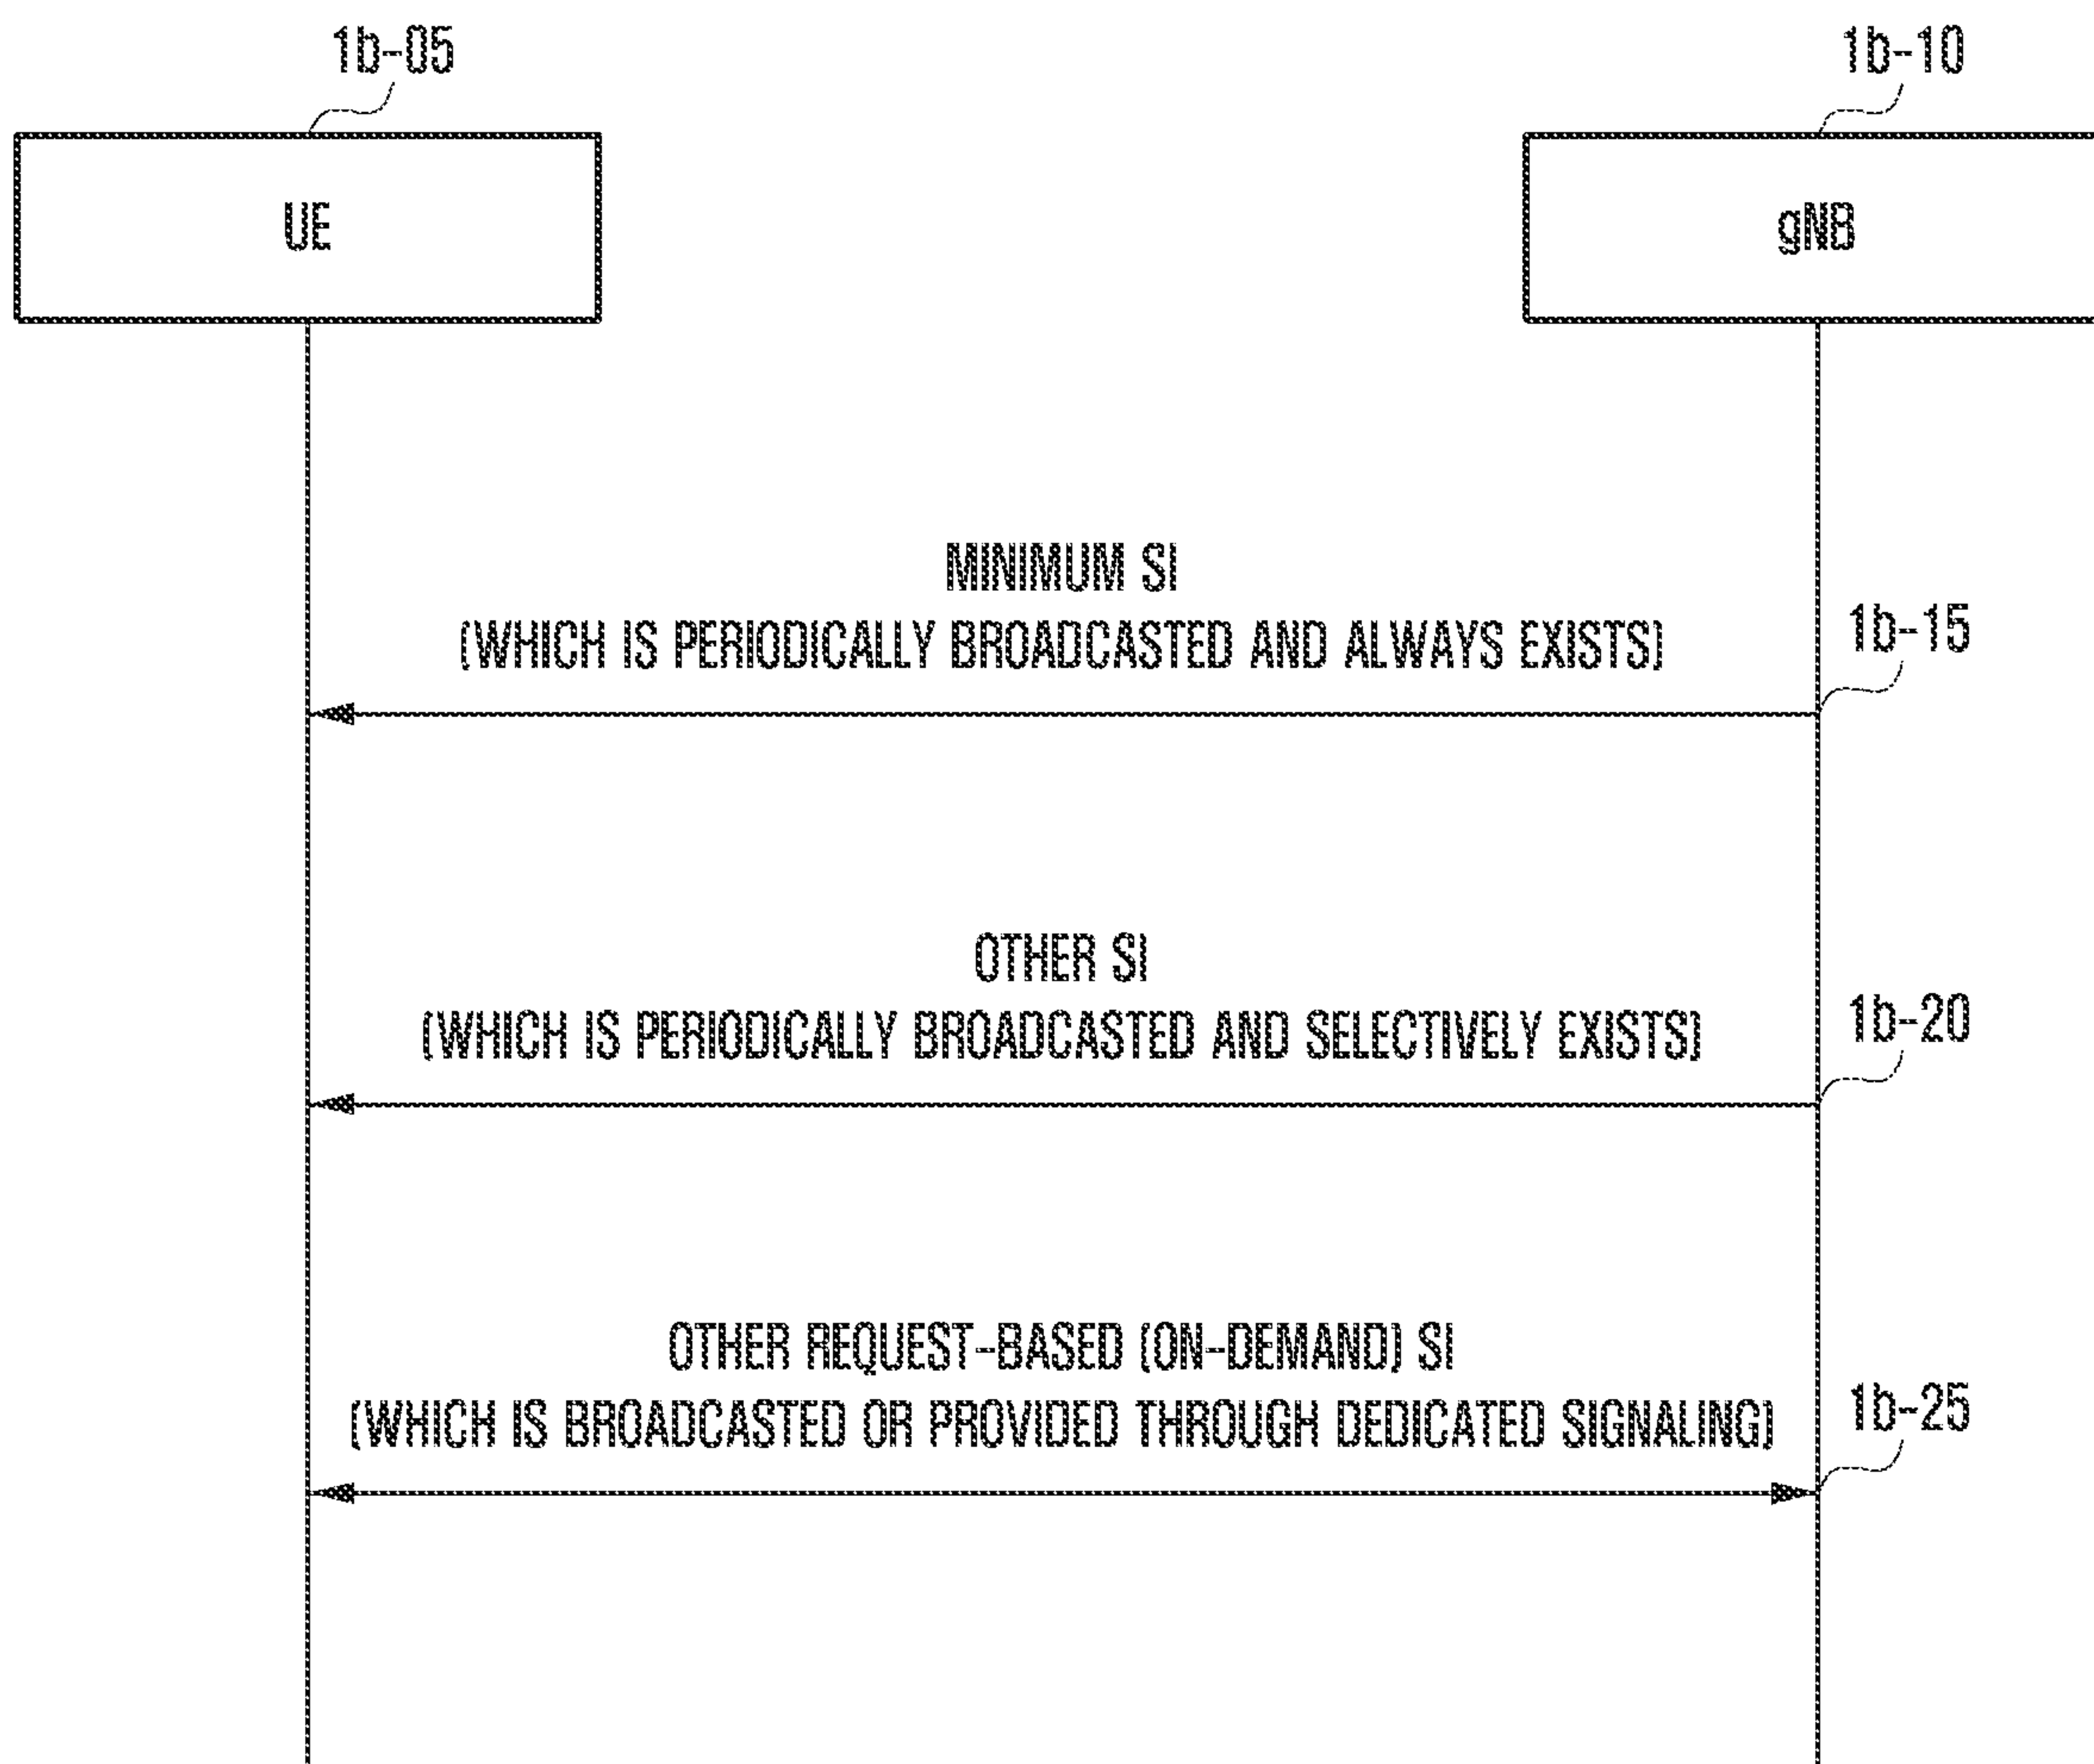 1b-05
1b-10
UE
gNB
MINIMUM SI
(WHICH IS PERIODICALLY BROADCASTED AND ALWAYS EXISTS)
1b-15
OTHER SI
(WHICH IS PERIODICALLY BROADCASTED AND SELECTIVELY EXISTS)
1b-20
OTHER REQUEST-BASED (ON-DEMAND) SI
(WHICH IS BROADCASTED OR PROVIDED THROUGH DEDICATED SIGNALING)
1b-25